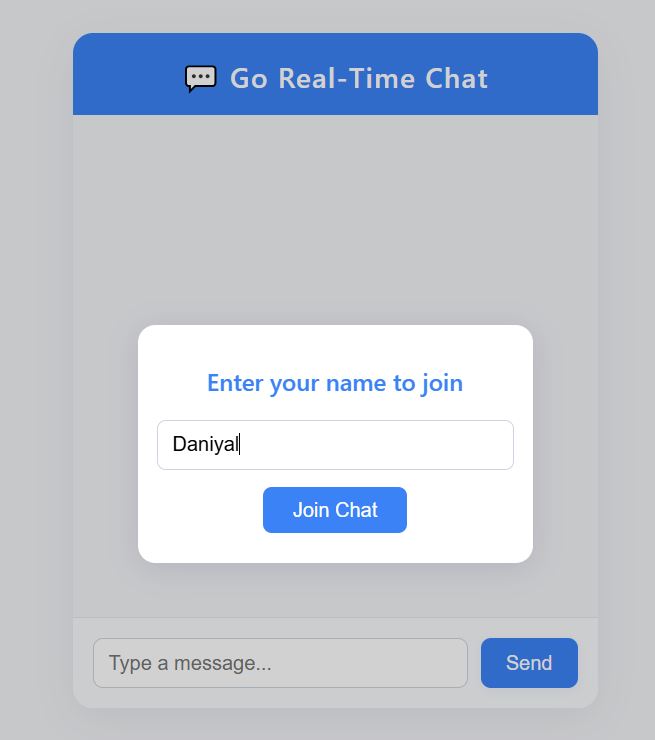 💬 Go Real-Time Chat
Enter your name to join
Daniyal
Join Chat
Type a message...
Send